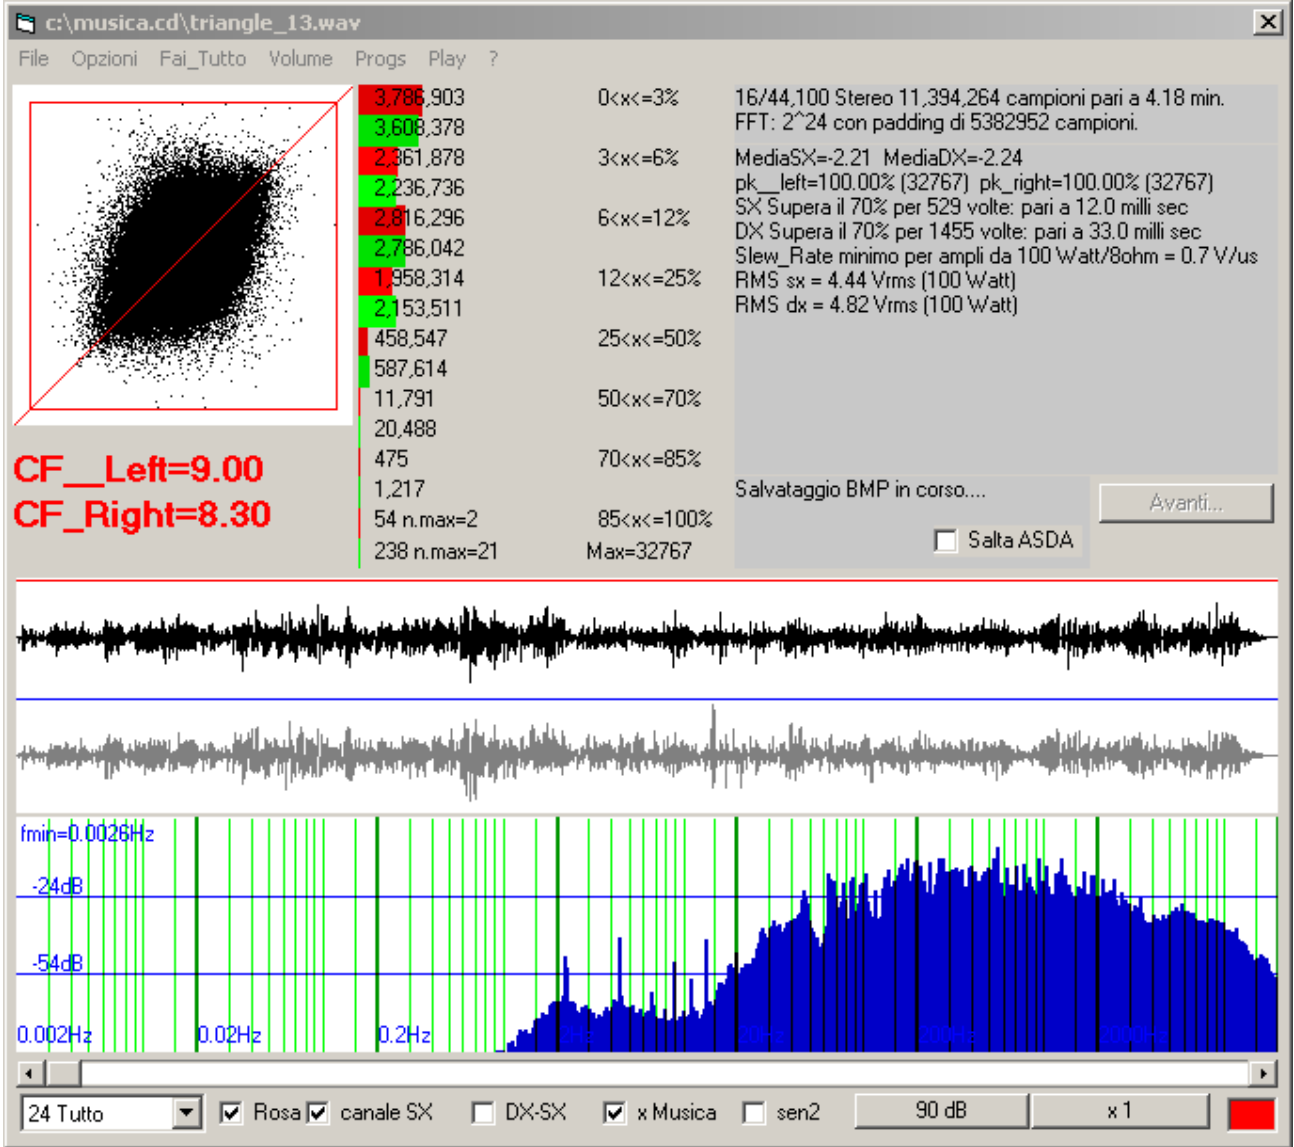 c:\musica.cd\triangle_13.wav
File Opzioni Fai_Tutto Volume Progs Play ?
3,786,903 0<x<=3%
3,608,378
2,361,878 3<x<=6%
2,236,736
2,816,296 6<x<=12%
2,786,042
1,958,314 12<x<=25%
2,153,511
458,547 25<x<=50%
587,614
11,791 50<x<=70%
20,488
475 70<x<=85%
1,217
54 n.max=2 85<x<=100%
238 n.max=21 Max=32767
16/44,100 Stereo 11,394,264 campioni pari a 4.18 min.
FFT: 2^24 con padding di 5382952 campioni.
MediaSX=-2.21 MediaDX=-2.24
pk__left=100.00% (32767) pk_right=100.00% (32767)
SX Supera il 70% per 529 volte: pari a 12.0 milli sec
DX Supera il 70% per 1455 volte: pari a 33.0 milli sec
Slew_Rate minimo per ampli da 100 Watt/8ohm = 0.7 V/us
RMS sx = 4.44 Vrms (100 Watt)
RMS dx = 4.82 Vrms (100 Watt)
CF__Left=9.00
CF_Right=8.30
Salvataggio BMP in corso....
Avanti...
Salta ASDA
fmin=0.0026Hz
-24dB
-54dB
0.002Hz 0.02Hz 0.2Hz 2Hz 20Hz 200Hz 2000Hz
24 Tutto Rosa canale SX DX-SX x Musica sen2 90 dB x 1